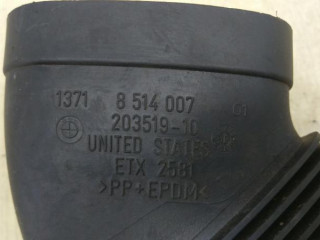 1371 8 514 007
203519-10
UNITED STATES
ETX 2581
>PP+EPDM<